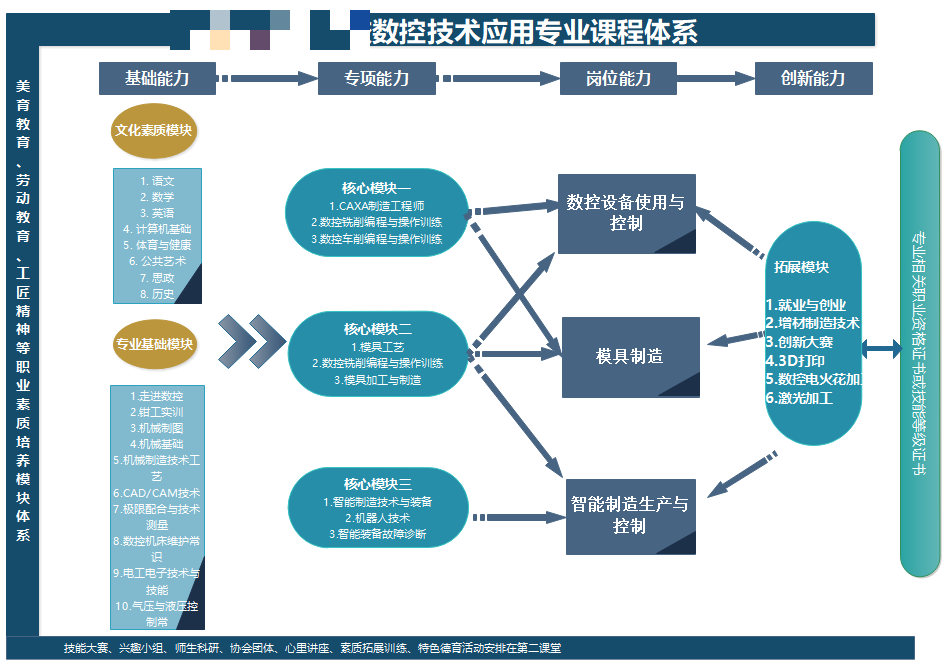 数控技术应用专业课程体系
美育教育、劳动教育、工匠精神等职业素质培养模块体系
基础能力
专项能力
岗位能力
创新能力
文化素质模块
1. 语文
2. 数学
3. 英语
4. 计算机基础
5. 体育与健康
6. 公共艺术
7. 思政
8. 历史
专业基础模块
1.走进数控
2.钳工实训
3.机械制图
4.机械基础
5.机械制造技术工
艺
6.CAD/CAM技术
7.极限配合与技术
测量
8.数控机床维护常
识
9.电工电子技术与
技能
10.气压与液压控
制常
核心模块一
1.CAXA制造工程师
2.数控铣削编程与操作训练
3.数控车削编程与操作训练
核心模块二
1.模具工艺
2.数控铣削编程与操作训练
3.模具加工与制造
核心模块三
1.智能制造技术与装备
2.机器人技术
3.智能装备故障诊断
数控设备使用与
控制
模具制造
智能制造生产与
控制
拓展模块
1.就业与创业
2.增材制造技术
3.创新大赛
4.3D打印
5.数控电火花加
6.激光加工
专业相关职业资格证书或技能等级证书
技能大赛、兴趣小组、师生科研、协会团体、心里讲座、素质拓展训练、特色德育活动安排在第二课堂